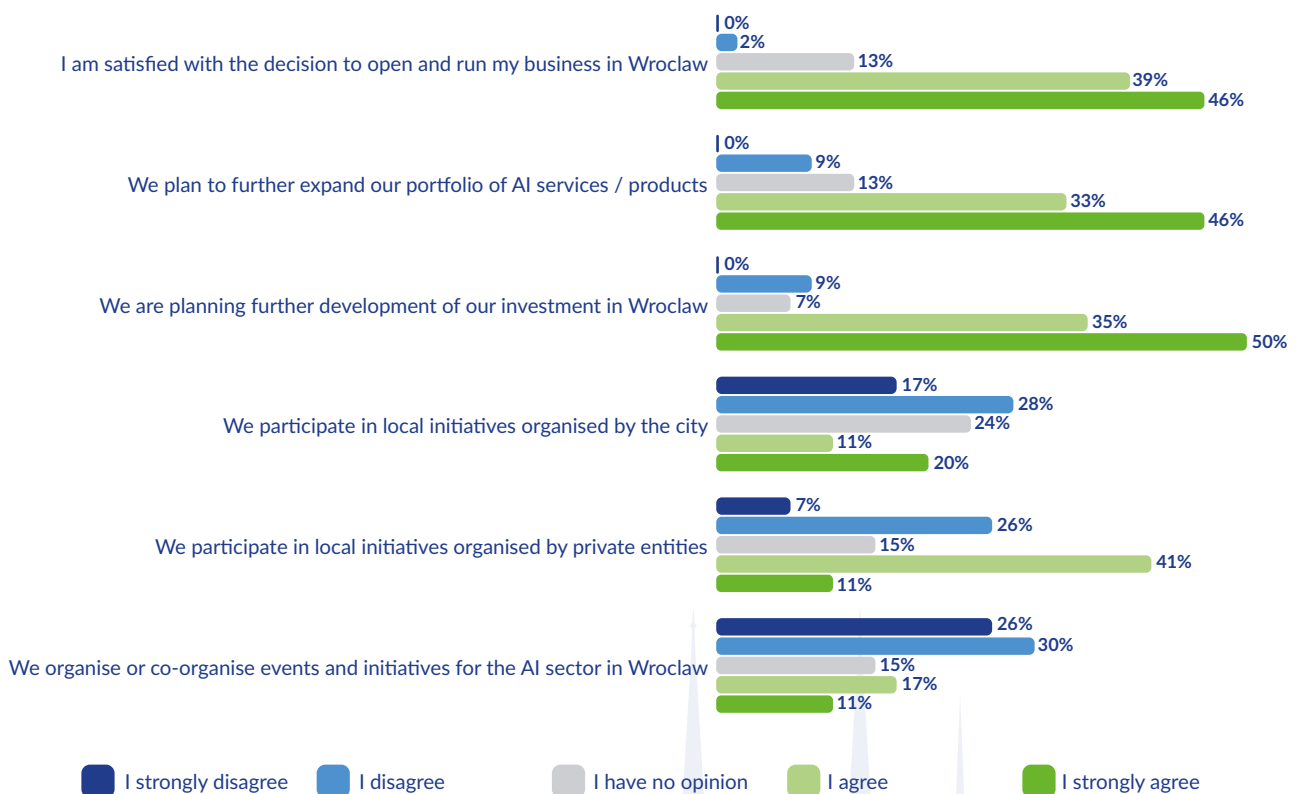 0%
2%
I am satisfied with the decision to open and run my business in Wroclaw
13%
39%
46%
0%
9%
We plan to further expand our portfolio of AI services / products
13%
33%
46%
0%
9%
We are planning further development of our investment in Wroclaw
7%
35%
50%
17%
28%
We participate in local initiatives organised by the city
24%
11%
20%
7%
26%
We participate in local initiatives organised by private entities
15%
41%
11%
26%
30%
We organise or co-organise events and initiatives for the AI sector in Wroclaw
15%
17%
11%
I strongly disagree
I disagree
I have no opinion
I agree
I strongly agree